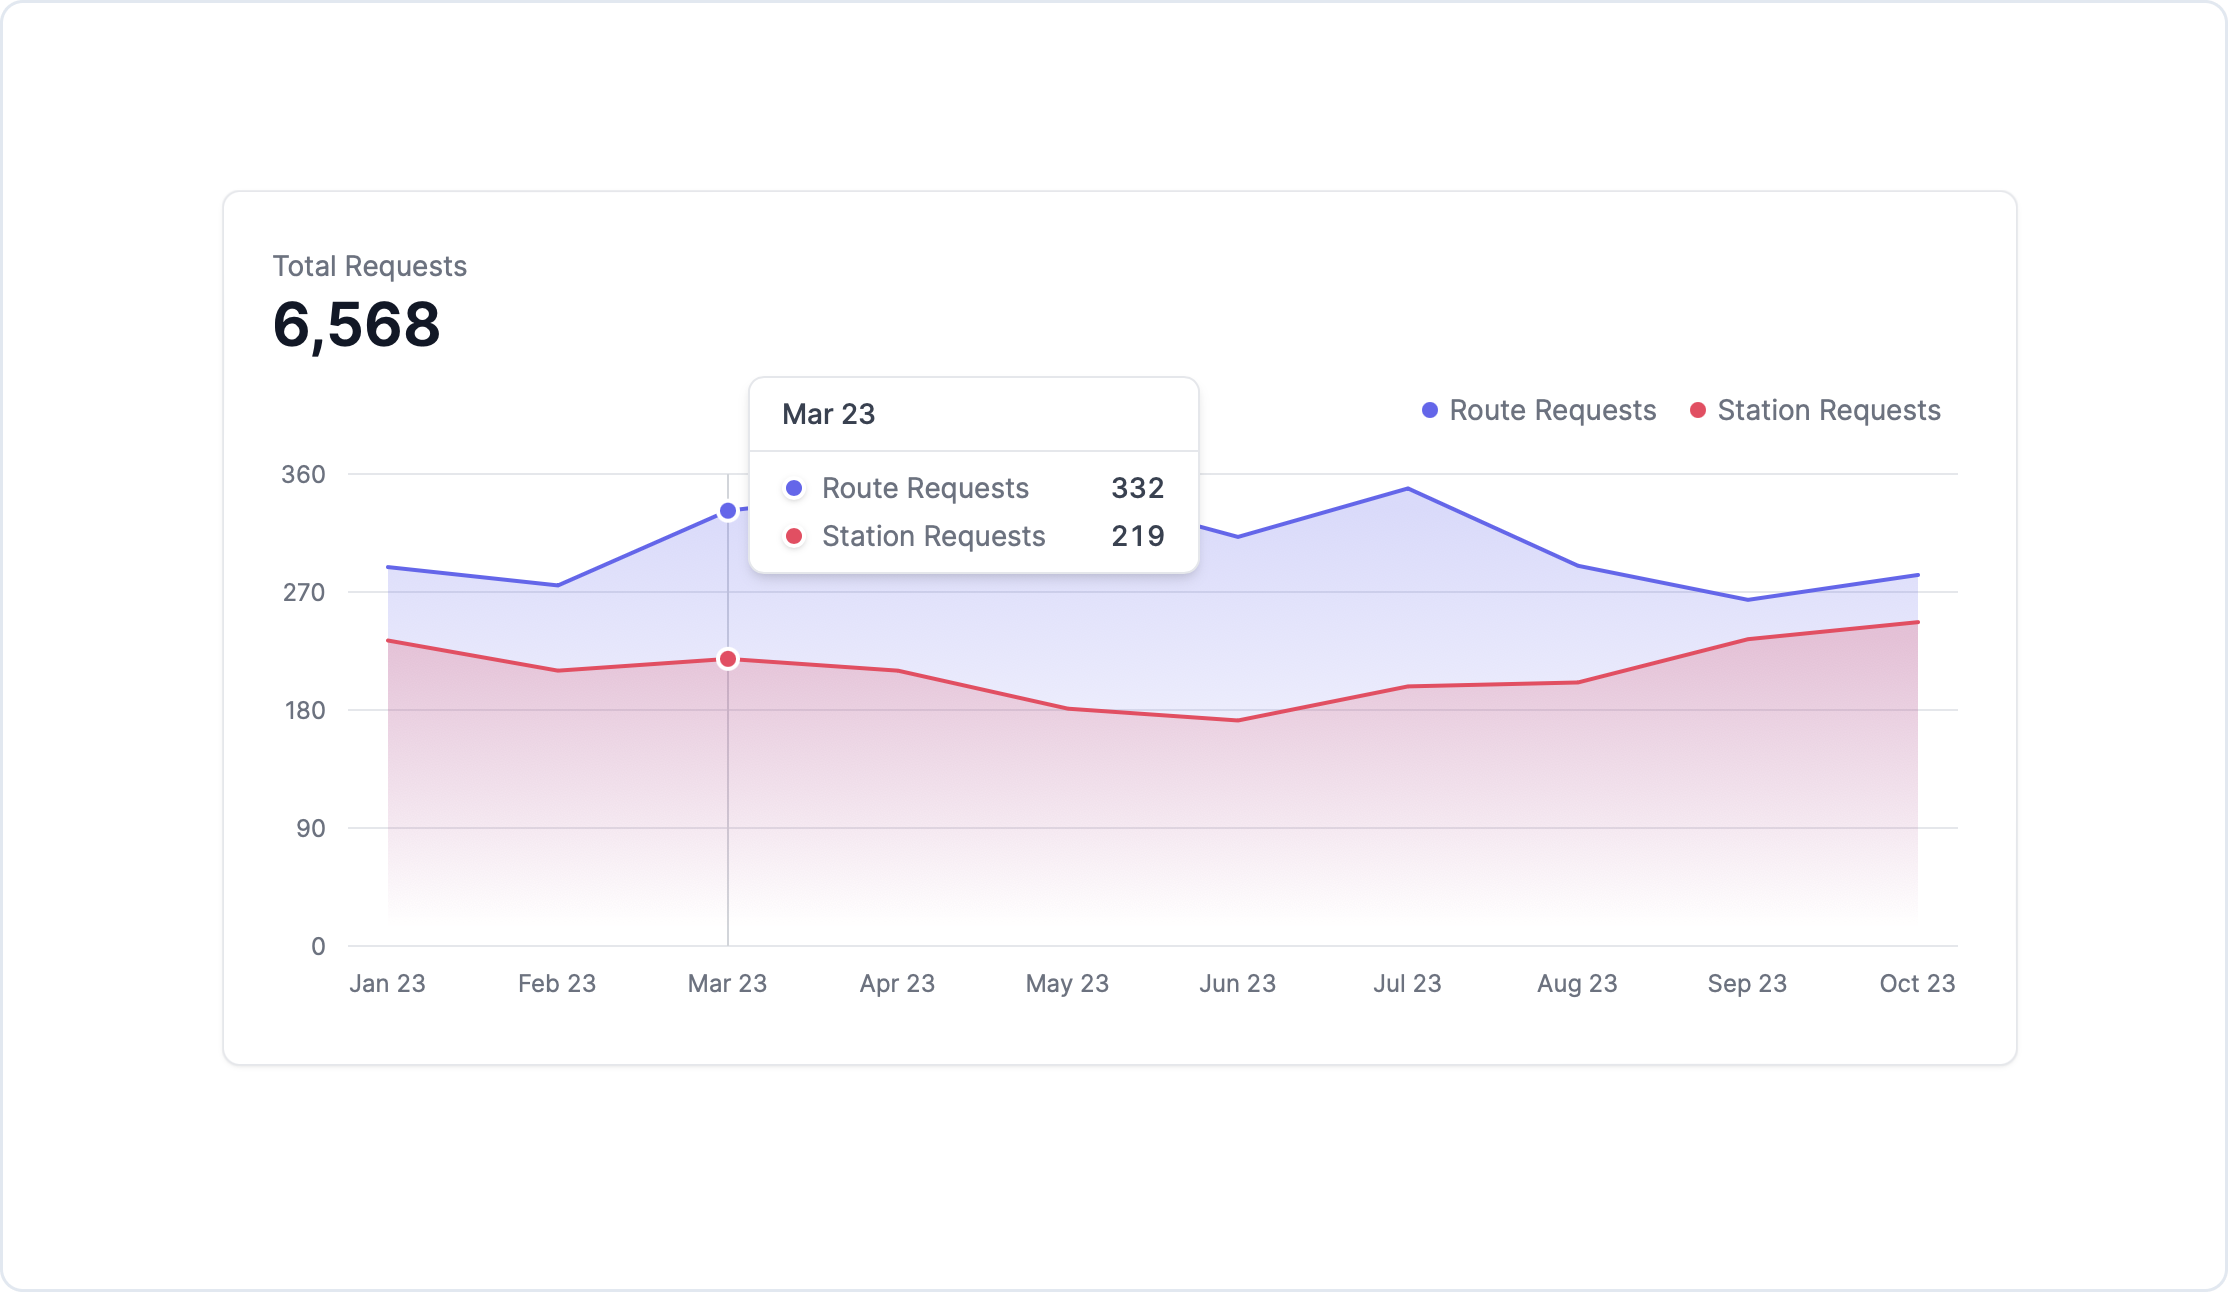 Total Requests
6,568
Mar 23
Route Requests 332
Station Requests 219
Route Requests
Station Requests
360
270
180
90
0
Jan 23 Feb 23 Mar 23 Apr 23 May 23 Jun 23 Jul 23 Aug 23 Sep 23 Oct 23